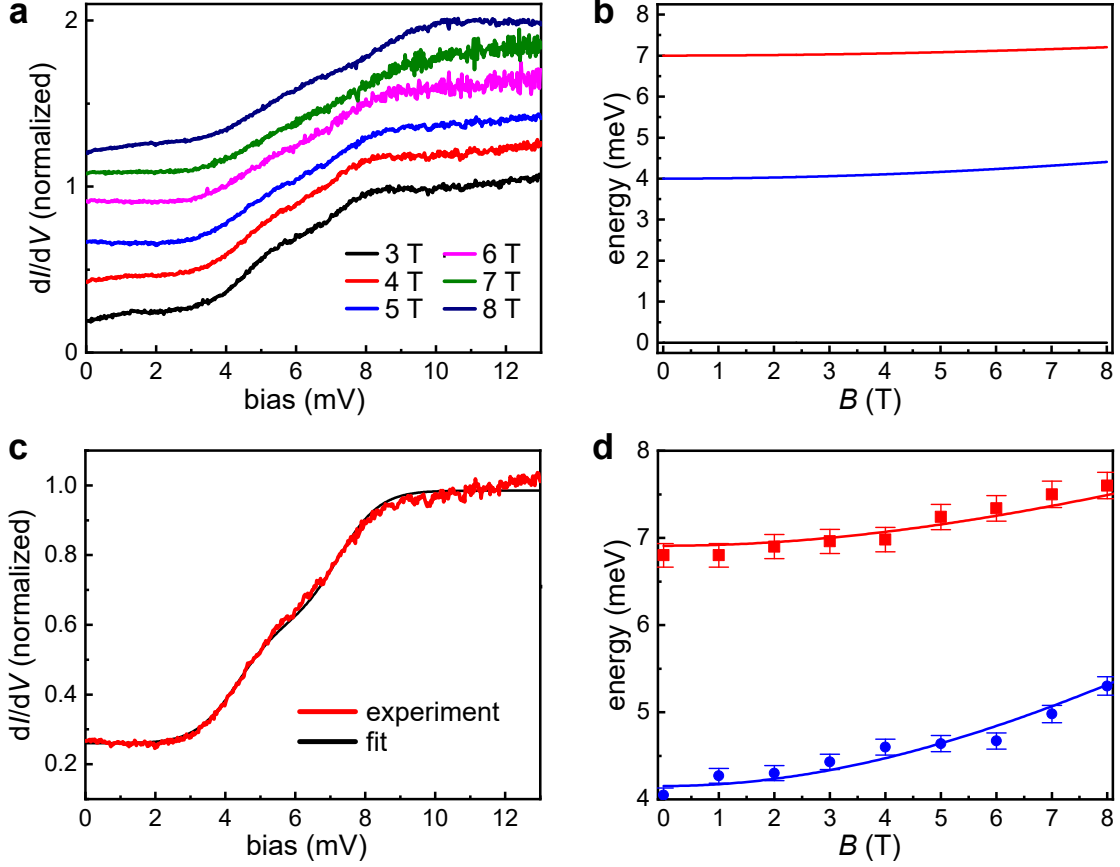 a
dI/dV (normalized)
2
1
0
0 2 4 6 8 10 12
bias (mV)
3 T
4 T
5 T
6 T
7 T
8 T
b
energy (meV)
8
7
6
5
4
3
2
1
0
0 1 2 3 4 5 6 7 8
B (T)
c
dI/dV (normalized)
1.0
0.8
0.6
0.4
0.2
0 2 4 6 8 10 12
bias (mV)
experiment
fit
d
energy (meV)
8
7
6
5
4
0 1 2 3 4 5 6 7 8
B (T)